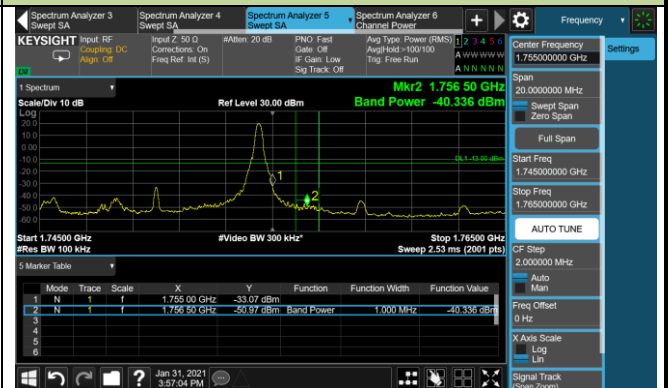 Spectrum Analyzer 3
Swept SA
Spectrum Analyzer 4
Swept SA
Spectrum Analyzer 5
Swept SA
Spectrum Analyzer 6
Channel Power
Frequency
KEYSIGHT
Input: RF
Coupling: DC
Align: Off
Input Z: 50 Ω
Corrections: On
Freq Ref: Int (S)
#Atten: 20 dB
PNO: Fast
Gate: Off
IF Gain: Low
Sig Track: Off
Avg Type: Power (RMS)
Avg|Hold:>100/100
Trig: Free Run
1 2 3 4 5 6
A W W W W W
A N N N N N
LXI
1 Spectrum
Scale/Div 10 dB
Ref Level 30.00 dBm
Mkr2 1.756 50 GHz
Band Power -40.336 dBm
Log
20.0
10.0
0.00
-10.0
-20.0
-30.0
-40.0
-50.0
-60.0
DL1 -13.00 dBm
1
2
Start 1.74500 GHz
#Video BW 300 kHz*
Stop 1.76500 GHz
#Res BW 100 kHz
Sweep 2.53 ms (2001 pts)
5 Marker Table
Mode Trace Scale X Y Function Function Width Function Value
1 N 1 f 1.755 00 GHz -33.07 dBm
2 N 1 f 1.756 50 GHz -50.97 dBm Band Power 1.000 MHz -40.336 dBm
3
4
5
6
Jan 31, 2021
3:57:04 PM
Center Frequency
1.755000000 GHz
Settings
Span
20.0000000 MHz
Swept Span
Zero Span
Full Span
Start Freq
1.745000000 GHz
Stop Freq
1.765000000 GHz
AUTO TUNE
CF Step
2.000000 MHz
Auto
Man
Freq Offset
0 Hz
X Axis Scale
Log
Lin
Signal Track
(Span Zoom)